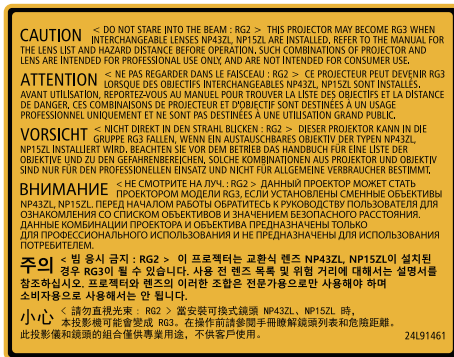 CAUTION < DO NOT STARE INTO THE BEAM : RG2 > THIS PROJECTOR MAY BECOME RG3 WHEN
INTERCHANGEABLE LENSES NP43ZL, NP15ZL ARE INSTALLED. REFER TO THE MANUAL FOR
THE LENS LIST AND HAZARD DISTANCE BEFORE OPERATION. SUCH COMBINATIONS OF PROJECTOR AND
LENS ARE INTENDED FOR PROFESSIONAL USE ONLY, AND ARE NOT INTENDED FOR CONSUMER USE.
ATTENTION < NE PAS REGARDER DANS LE FAISCEAU : RG2 > CE PROJECTEUR PEUT DEVENIR RG3
LORSQUE DES OBJECTIFS INTERCHANGEABLES NP43ZL, NP15ZL SONT INSTALLÉS.
AVANT UTILISATION, REPORTEZ-VOUS AU MANUEL POUR TROUVER LA LISTE DES OBJECTIFS ET LA DISTANCE
DE DANGER. CES COMBINAISONS DE PROJECTEUR ET D'OBJECTIF SONT DESTINÉES À UN USAGE
PROFESSIONNEL UNIQUEMENT ET NE SONT PAS DESTINÉES À UNE UTILISATION GRAND PUBLIC.
VORSICHT < NICHT DIREKT IN DEN STRAHL BLICKEN : RG2 > DIESER PROJEKTOR KANN IN DIE
GRUPPE RG3 FALLEN, WENN EIN AUSTAUSCHBARES OBJEKTIV DER TYPEN NP43ZL,
NP15ZL INSTALLIERT WIRD. BEACHTEN SIE VOR DEM BETRIEB DAS HANDBUCH FÜR EINE LISTE DER
OBJEKTIVE UND ZU DEN GEFAHRENBEREICHEN. SOLCHE KOMBINATIONEN AUS PROJEKTOR UND OBJEKTIV
SIND NUR FÜR DEN PROFESSIONELLEN EINSATZ UND NICHT FÜR ALLGEMEINE VERBRAUCHER BESTIMMT.
ВНИМАНИЕ < НЕ СМОТРИТЕ НА ЛУЧ. : RG2 > ДАННЫЙ ПРОЕКТОР МОЖЕТ СТАТЬ
ПРОЕКТОРОМ МОДЕЛИ RG3, ЕСЛИ УСТАНОВЛЕНЫ СМЕННЫЕ ОБЪЕКТИВЫ
NP43ZL, NP15ZL. ПЕРЕД НАЧАЛОМ РАБОТЫ ОБРАТИТЕСЬ К РУКОВОДСТВУ ПОЛЬЗОВАТЕЛЯ ДЛЯ
ОЗНАКОМЛЕНИЯ СО СПИСКОМ ОБЪЕКТИВОВ И ЗНАЧЕНИЕМ БЕЗОПАСНОГО РАССТОЯНИЯ.
ДАННЫЕ КОМБИНАЦИИ ПРОЕКТОРА И ОБЪЕКТИВА ПРЕДНАЗНАЧЕНЫ ТОЛЬКО
ДЛЯ ПРОФЕССИОНАЛЬНОГО ИСПОЛЬЗОВАНИЯ И НЕ ПРЕДНАЗНАЧЕНЫ ДЛЯ ИСПОЛЬЗОВАНИЯ
ПОТРЕБИТЕЛЕМ.
주의 < 빔 응시 금지 : RG2 > 이 프로젝터는 교환식 렌즈 NP43ZL, NP15ZL이 설치된
경우 RG3이 될 수 있습니다. 사용 전 렌즈 목록 및 위험 거리에 대해서는 설명서를
참조하십시오. 프로젝터와 렌즈의 이러한 조합은 전문가용으로만 사용해야 하며
소비자용으로 사용해서는 안 됩니다.
小心 < 請勿直視光束 : RG2 > 當安裝可換式鏡頭 NP43ZL、NP15ZL 時，
本投影機可能會變成 RG3。在操作前請參閱手冊瞭解鏡頭列表和危險距離。
此投影儀和鏡頭的組合僅供專業用途，不供客戶使用。
24L91461